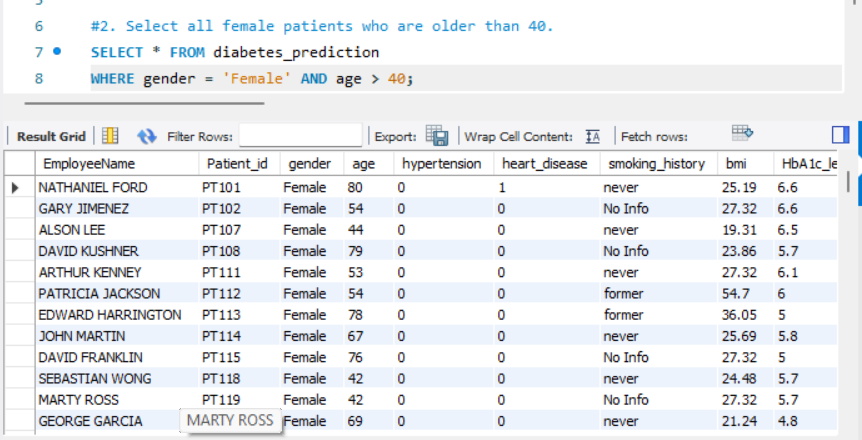 6 #2. Select all female patients who are older than 40.
7 SELECT * FROM diabetes_prediction
8 WHERE gender = 'Female' AND age > 40;
Result Grid Filter Rows: Export: Wrap Cell Content: IA Fetch rows:
EmployeeName Patient_id gender age hypertension heart_disease smoking_history bmi HbA1c_le
NATHANIEL FORD PT101 Female 80 0 1 never 25.19 6.6
GARY JIMENEZ PT102 Female 54 0 0 No Info 27.32 6.6
ALSON LEE PT107 Female 44 0 0 never 19.31 6.5
DAVID KUSHNER PT108 Female 79 0 0 No Info 23.86 5.7
ARTHUR KENNEY PT111 Female 53 0 0 never 27.32 6.1
PATRICIA JACKSON PT112 Female 54 0 0 former 54.7 6
EDWARD HARRINGTON PT113 Female 78 0 0 former 36.05 5
JOHN MARTIN PT114 Female 67 0 0 never 25.69 5.8
DAVID FRANKLIN PT115 Female 76 0 0 No Info 27.32 5
SEBASTIAN WONG PT118 Female 42 0 0 never 24.48 5.7
MARTY ROSS PT119 Female 42 0 0 No Info 27.32 5.7
GEORGE GARCIA MARTY ROSS Female 69 0 0 never 21.24 4.8